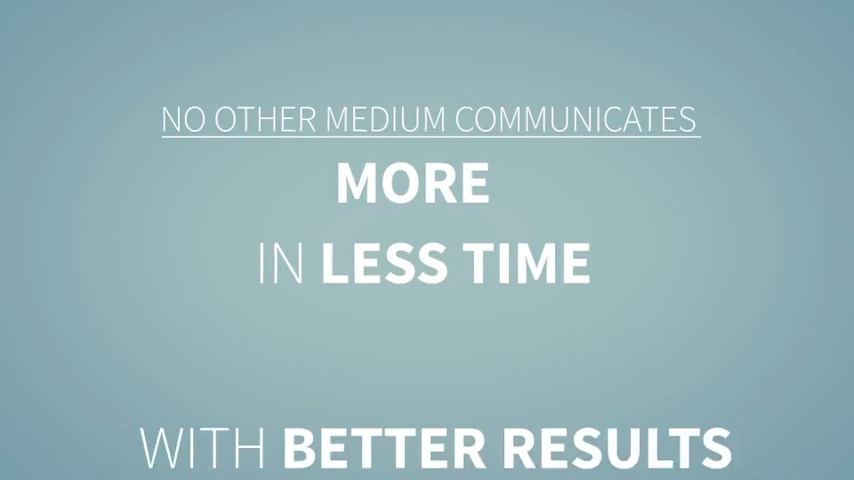 NO OTHER MEDIUM COMMUNICATES
MORE
IN LESS TIME
WITH BETTER RESULTS